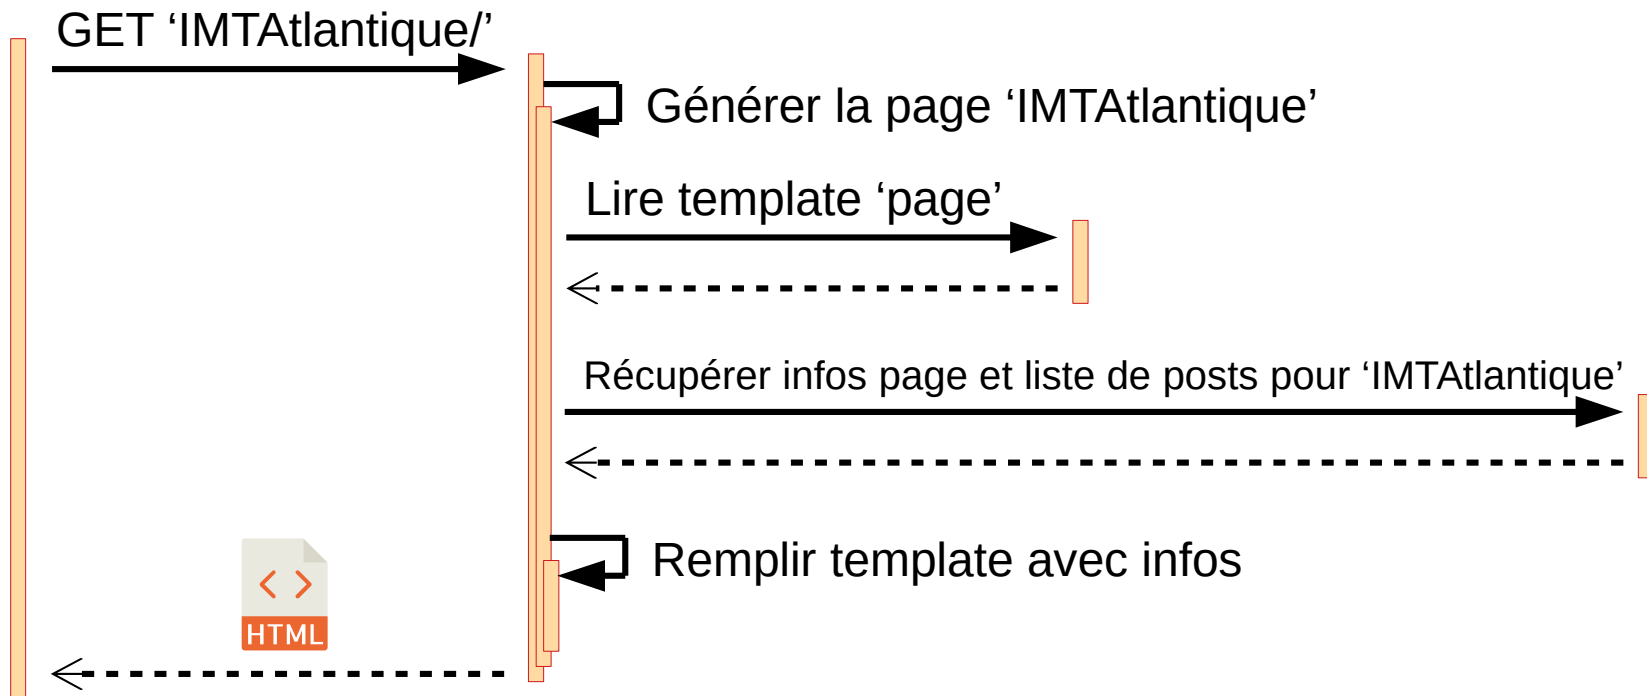 GET ‘IMTAtlantique/’
Générer la page ‘IMTAtlantique’
Lire template ‘page’
Récupérer infos page et liste de posts pour ‘IMTAtlantique’
Remplir template avec infos
HTML